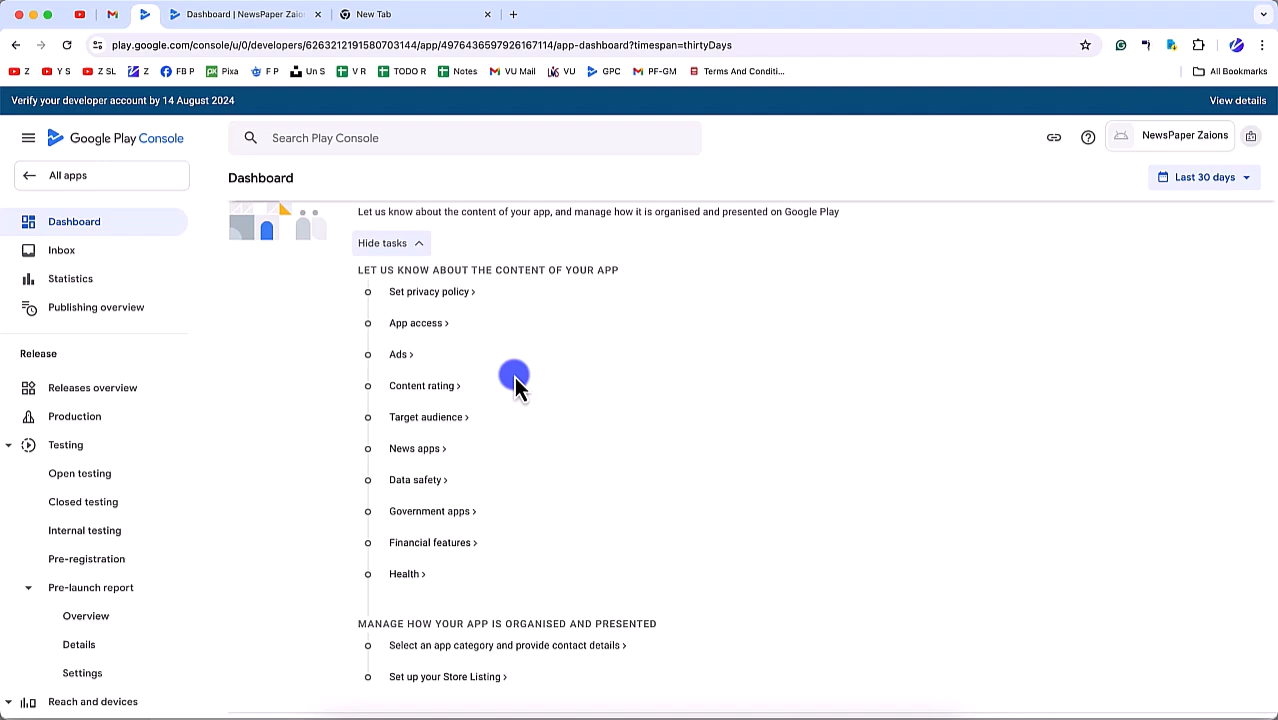 Dashboard | NewsPaper Zaion
New Tab
play.google.com/console/u/0/developers/6263212191580703144/app/4976436597926167114/app-dashboard?timespan=thirtyDays
Z
Y S
Z SL
Z
FB P
Pixa
F P
Un S
V R
TODO R
Notes
VU Mail
VU
GPC
PF-GM
Terms And Conditi...
All Bookmarks
Verify your developer account by 14 August 2024
View details
Google Play Console
Search Play Console
NewsPaper Zaions
All apps
Dashboard
Last 30 days
Let us know about the content of your app, and manage how it is organised and presented on Google Play
Hide tasks
LET US KNOW ABOUT THE CONTENT OF YOUR APP
Set privacy policy
App access
Ads
Content rating
Target audience
News apps
Data safety
Government apps
Financial features
Health
MANAGE HOW YOUR APP IS ORGANISED AND PRESENTED
Select an app category and provide contact details
Set up your Store Listing
Dashboard
Inbox
Statistics
Publishing overview
Release
Releases overview
Production
Testing
Open testing
Closed testing
Internal testing
Pre-registration
Pre-launch report
Overview
Details
Settings
Reach and devices